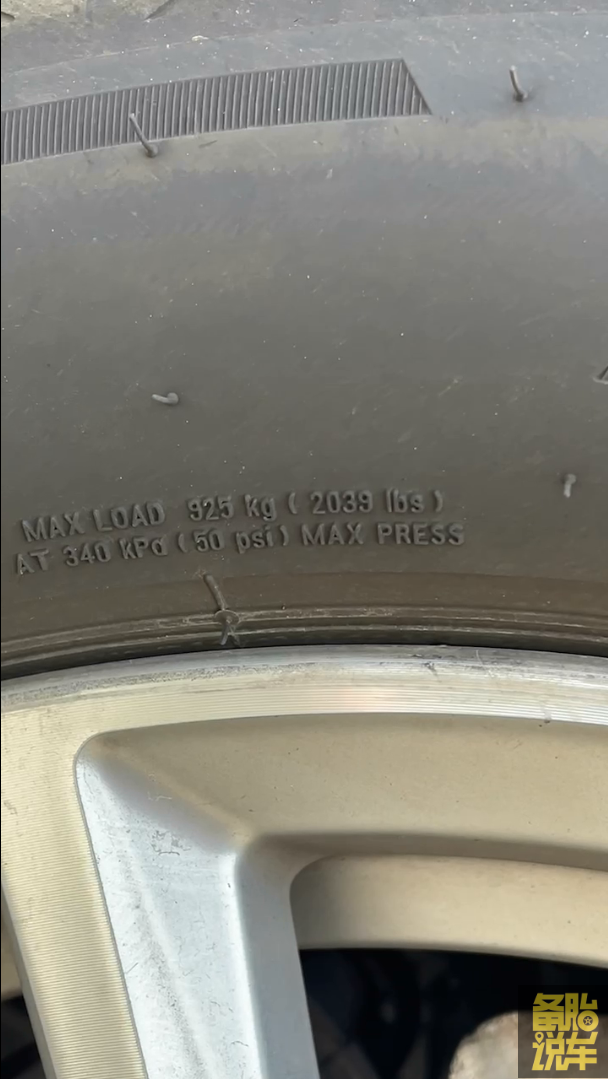 MAX LOAD 925 kg ( 2039 lbs )
AT 340 kPa ( 50 psi ) MAX PRESS
备胎
说车